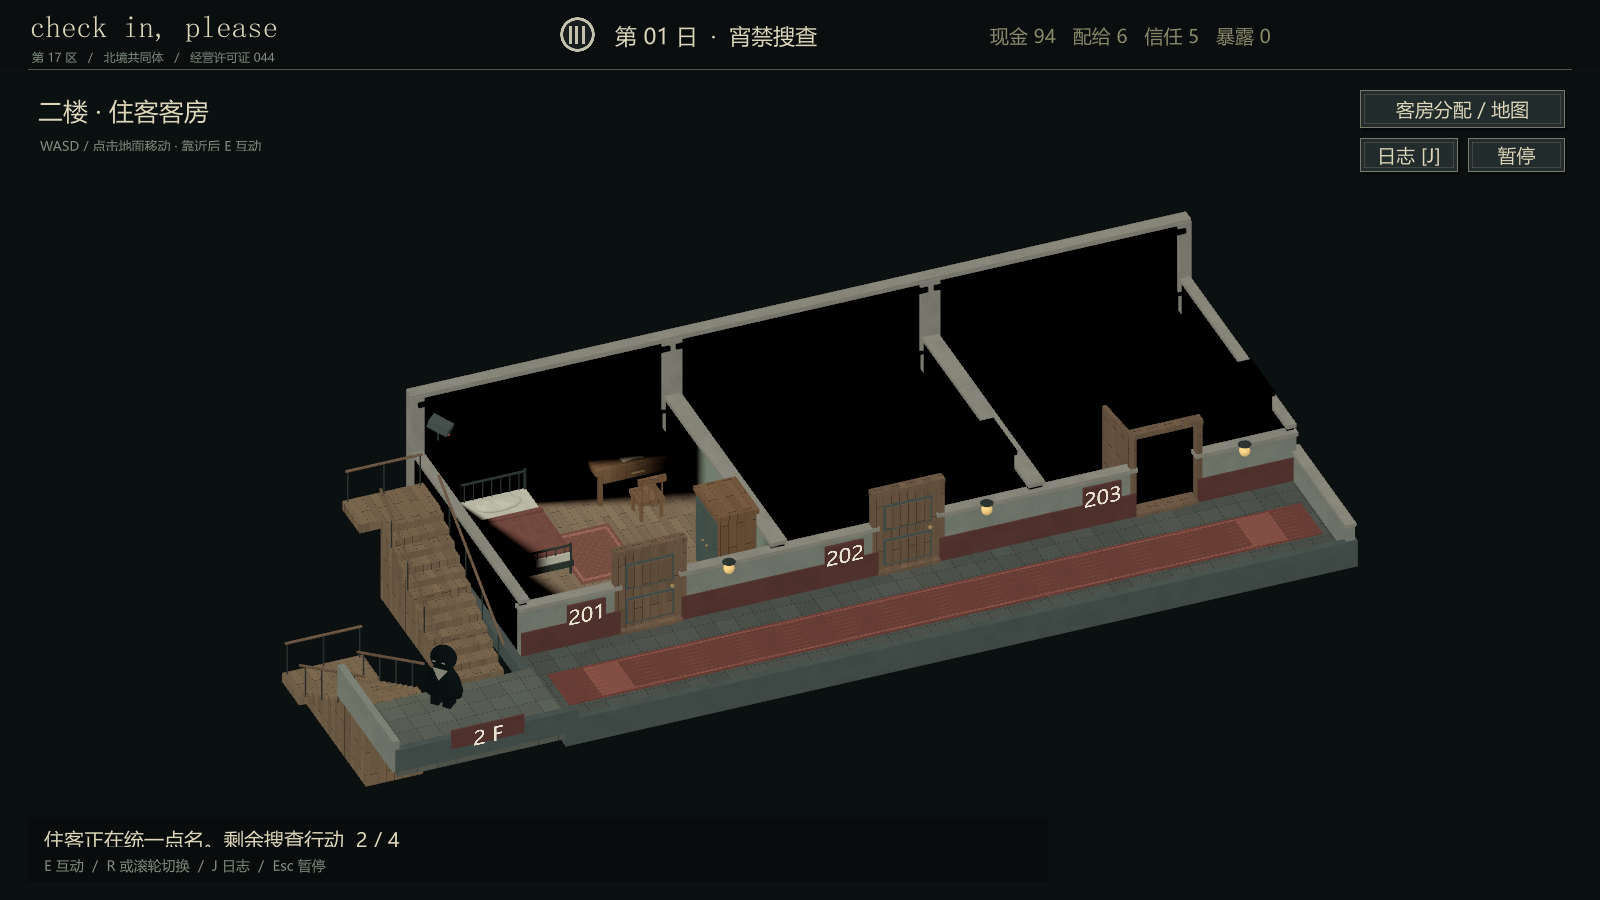 check in, please
第 17 区 / 北境共同体 / 经营许可证 044
第 01 日 · 宵禁搜查
现金 94 配给 6 信任 5 暴露 0
二楼 · 住客客房
WASD / 点击地面移动 · 靠近后 E 互动
客房分配 / 地图
日志 [J]
暂停
203
202
201
2 F
住客正在统一点名。剩余搜查行动 2 / 4
E 互动 / R 或滚轮切换 / J 日志 / Esc 暂停